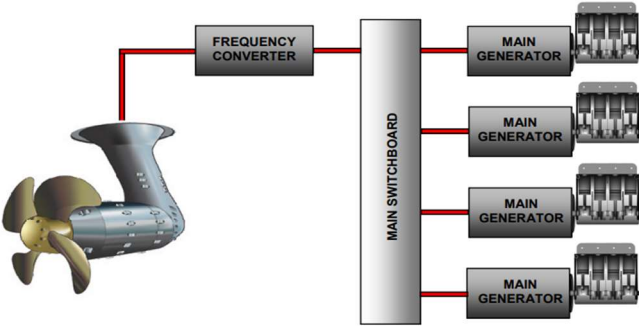 FREQUENCY
CONVERTER
MAIN SWITCHBOARD
MAIN
GENERATOR
MAIN
GENERATOR
MAIN
GENERATOR
MAIN
GENERATOR